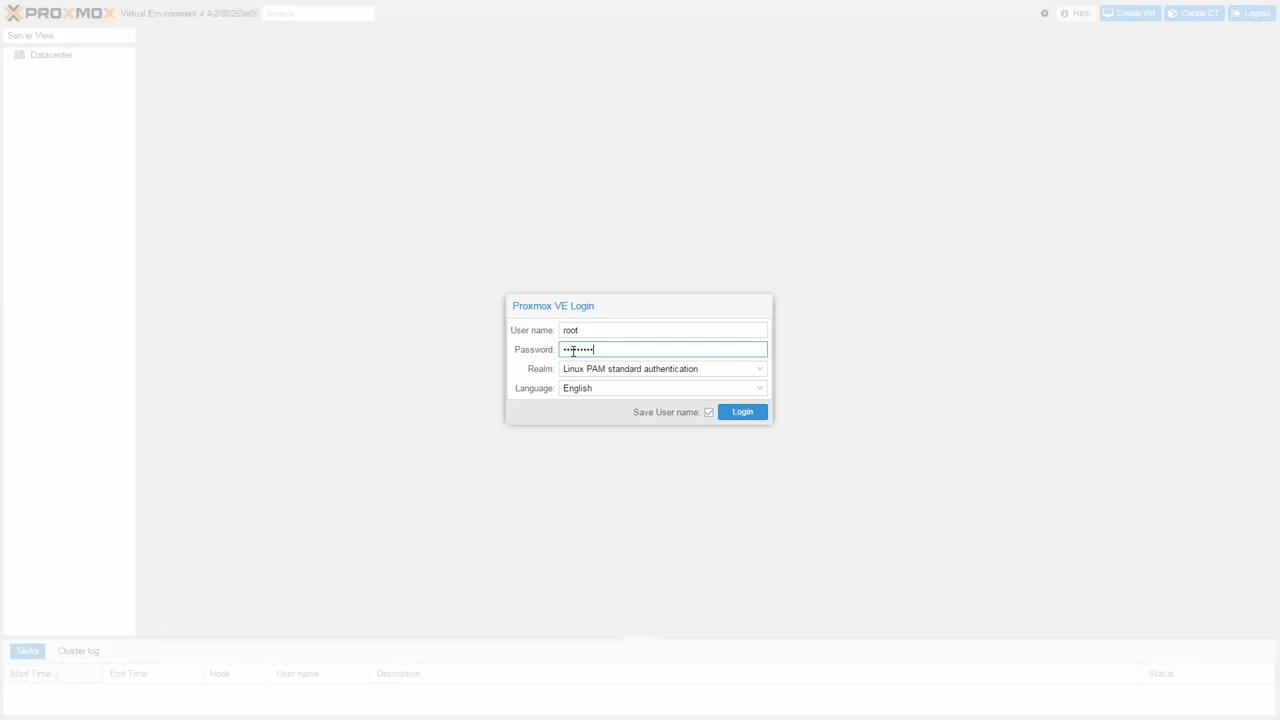 PROXMOX Virtual Environment 4.4-2/80259e05 Search Help Create VM Create CT Logout
Server View
Datacenter
Proxmox VE Login
User name: root
Password: •••••••••
Realm: Linux PAM standard authentication
Language: English
Save User name: Login
Tasks Cluster log
Start Time End Time Node User name Description Status